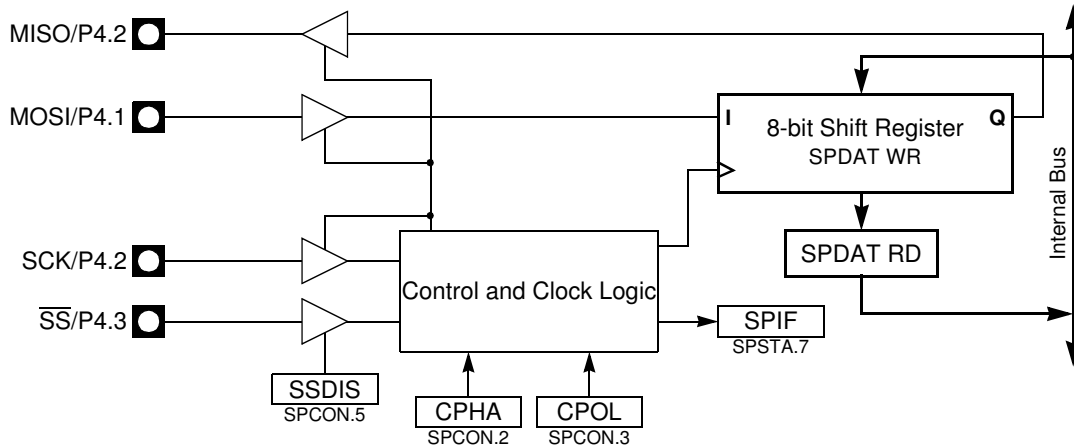 MISO/P4.2
MOSI/P4.1
I
8-bit Shift Register
Q
SPDAT WR
Internal Bus
SCK/P4.2
SPDAT RD
Control and Clock Logic
SS/P4.3
SPIF
SPSTA.7
SSDIS
SPCON.5
CPHA
SPCON.2
CPOL
SPCON.3